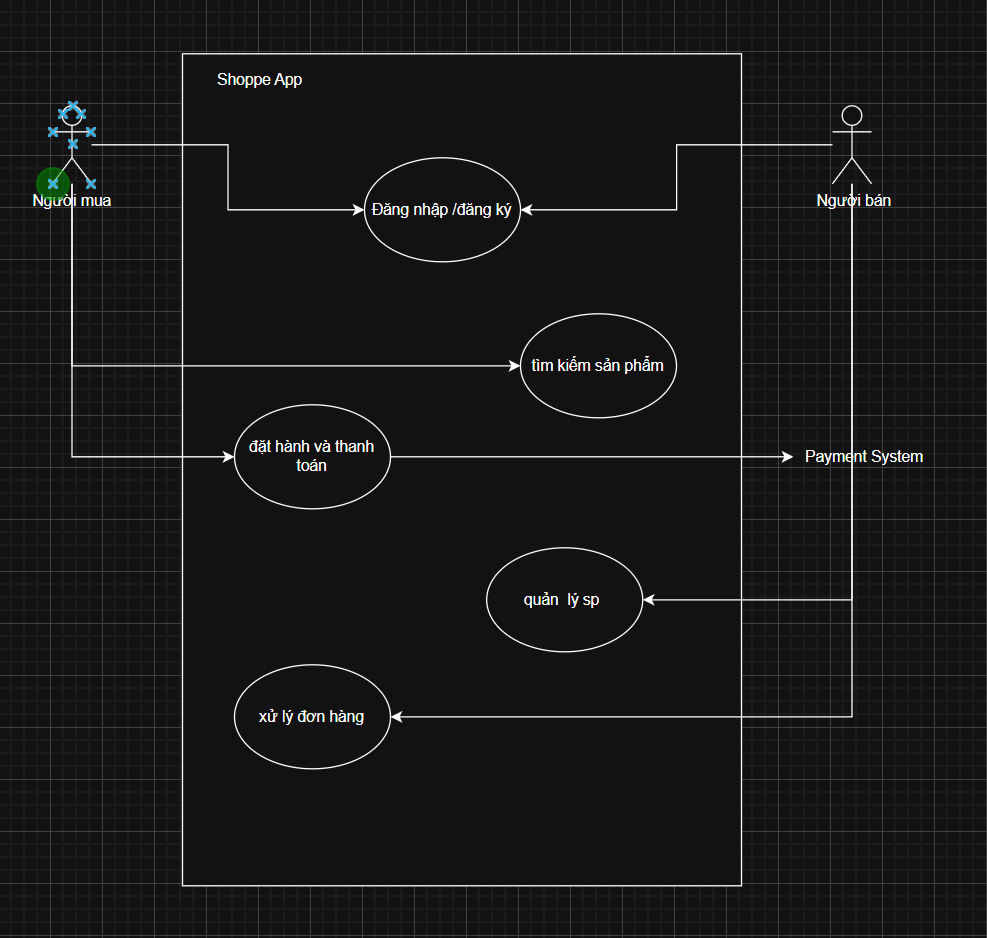 Shoppe App
Người mua
Người bán
Đăng nhập /đăng ký
tìm kiếm sản phẩm
đặt hành và thanh
toán
Payment System
quản lý sp
xử lý đơn hàng